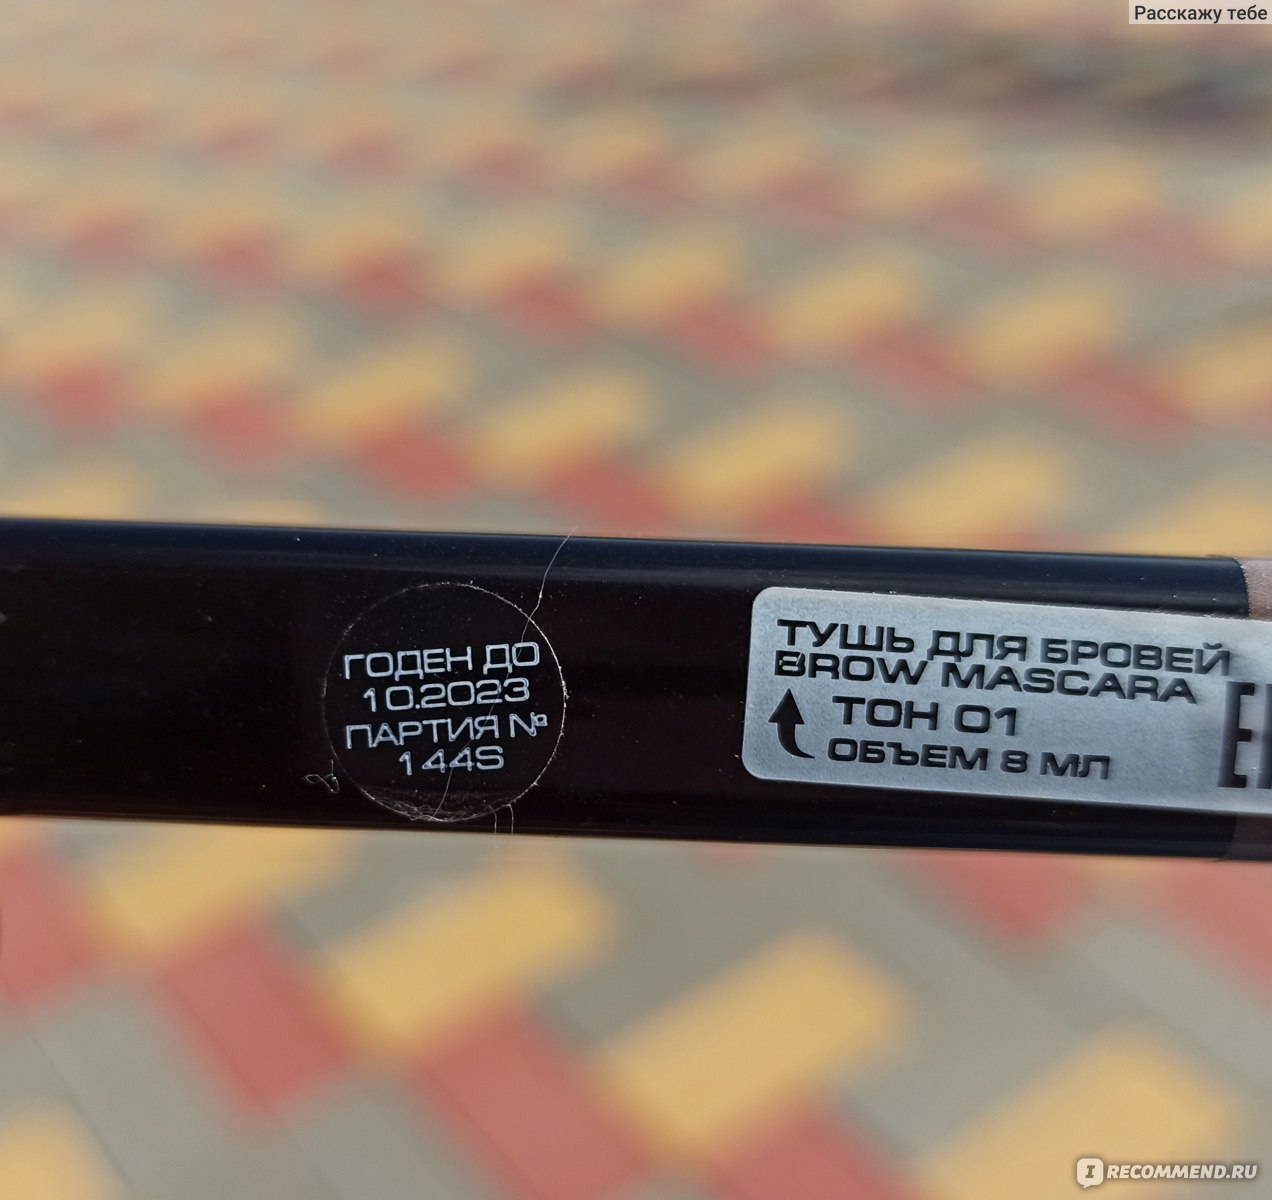 Расскажу тебе
ГОДЕН ДО
10.2023
ПАРТИЯ №
144S
ТУШЬ ДЛЯ БРОВЕЙ
BROW MASCARA
ТОН 01
ОБЪЕМ 8 МЛ
IRECOMMEND.RU